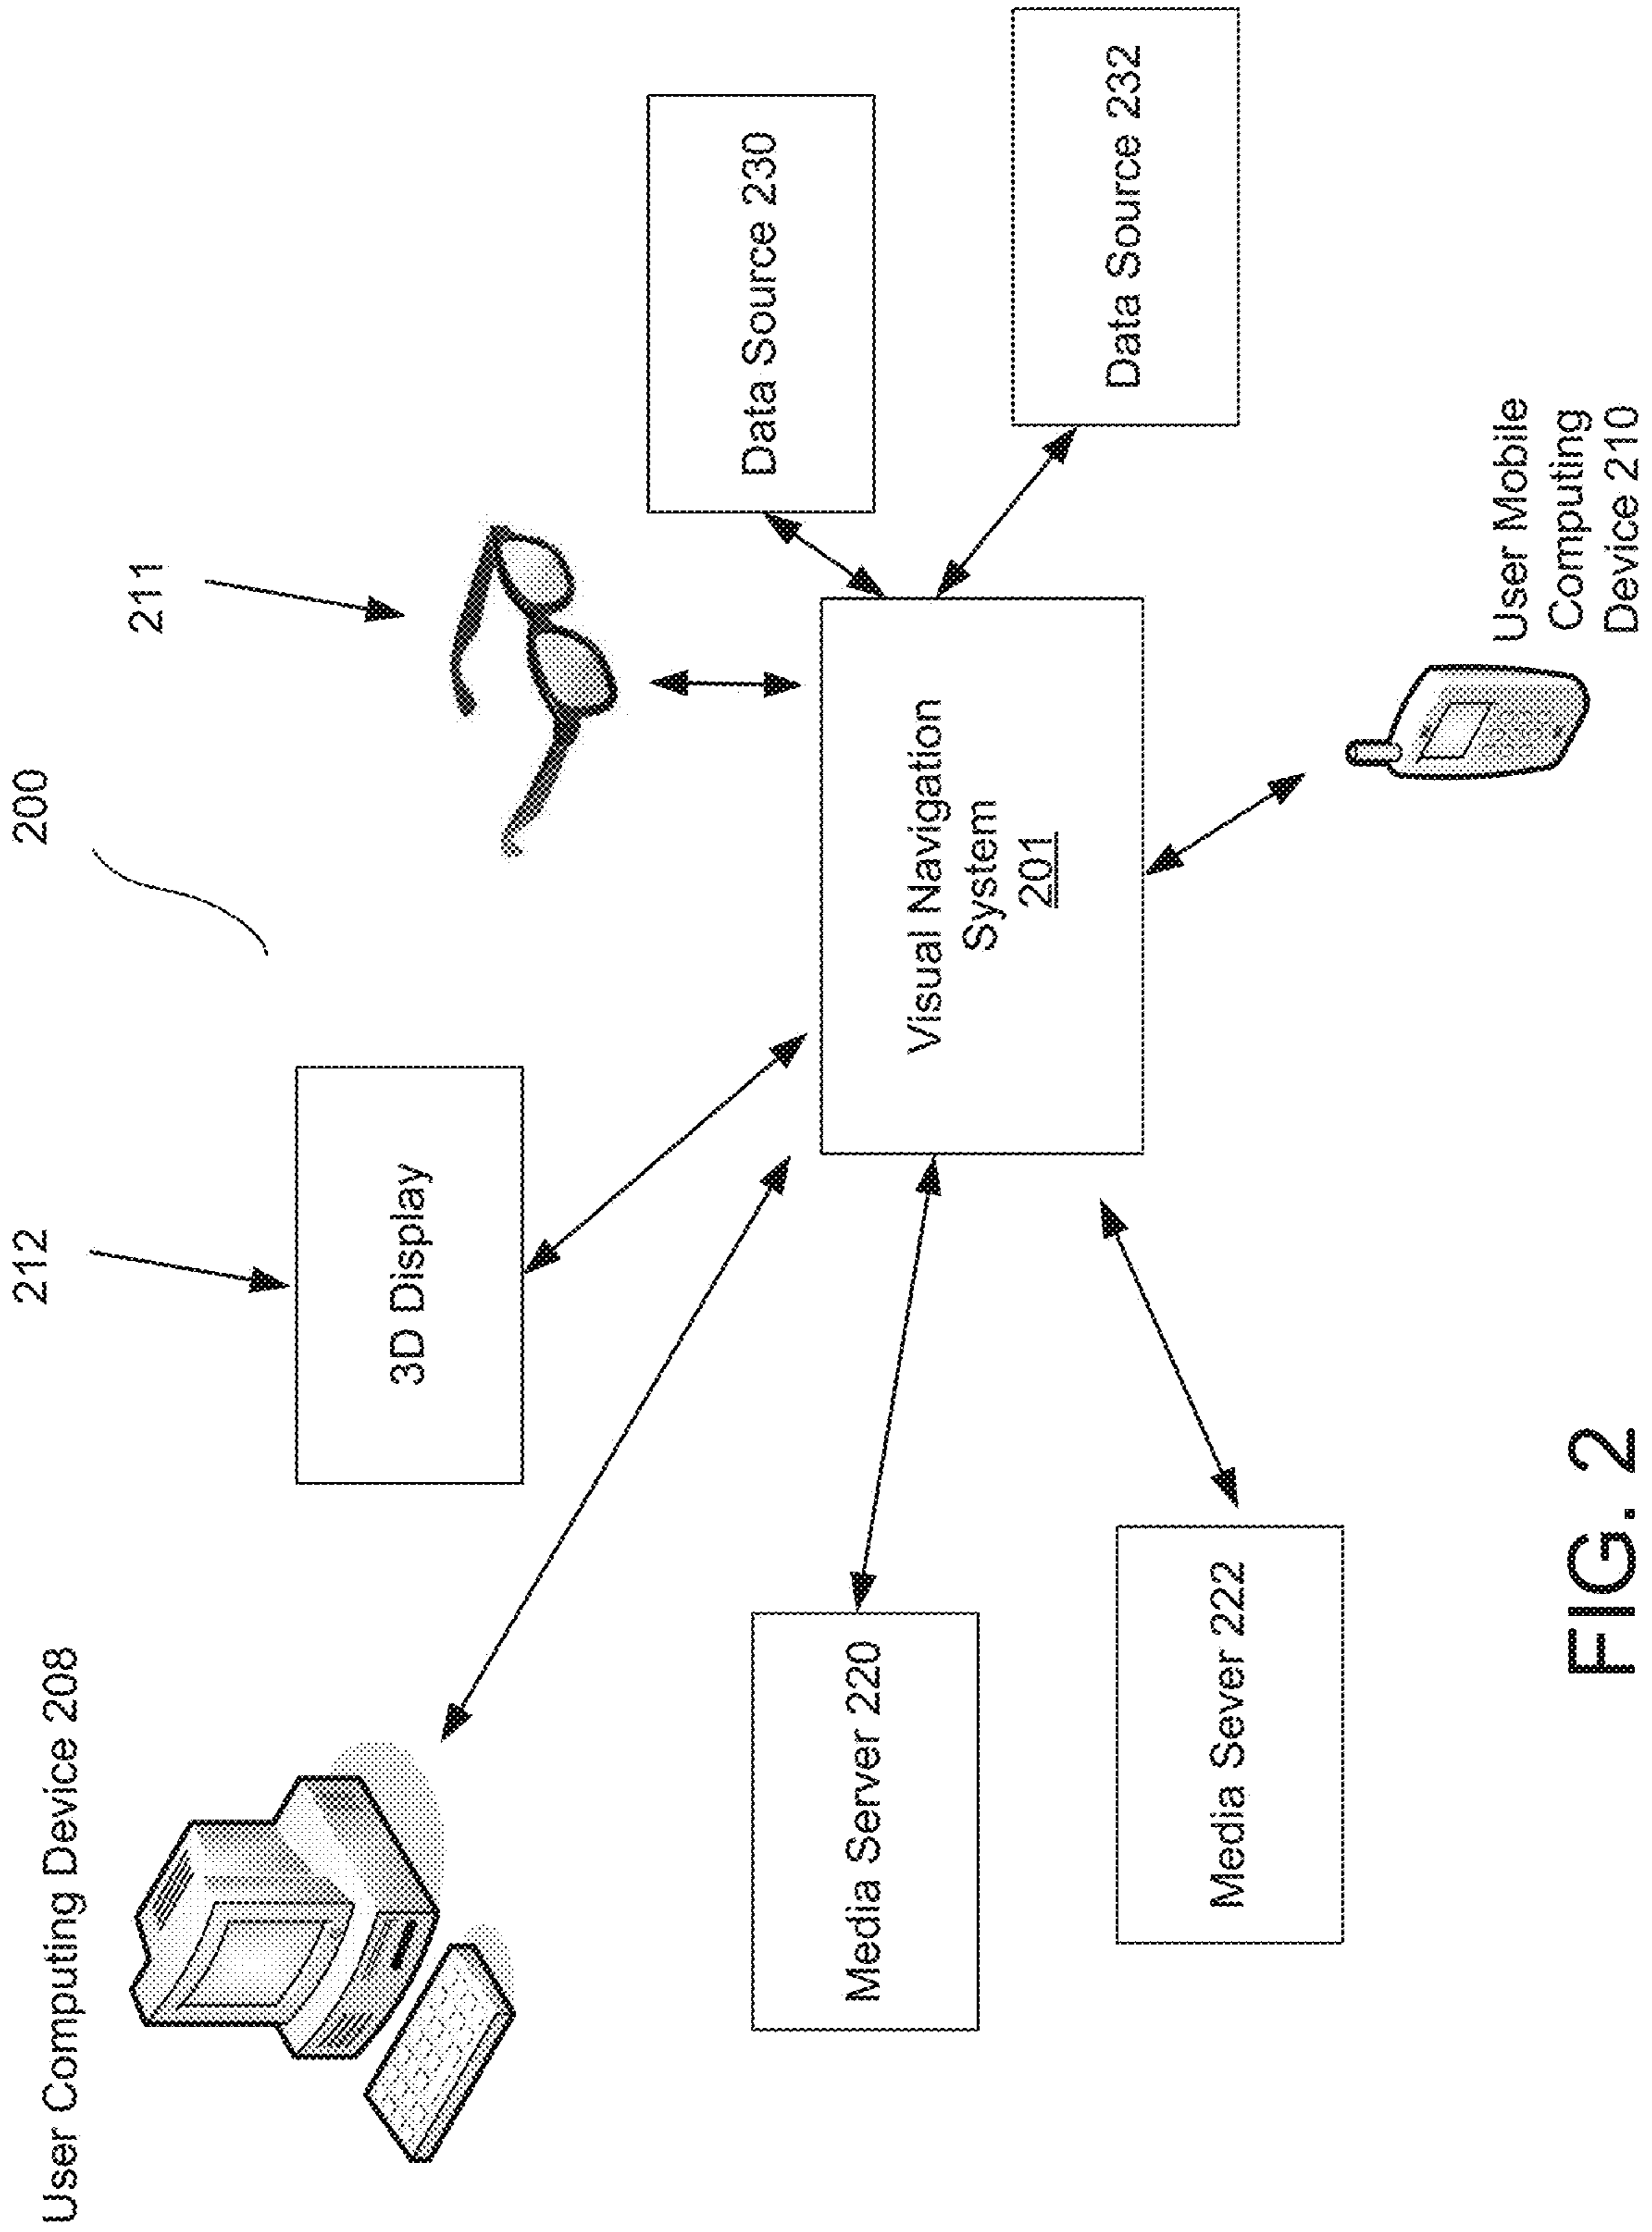 200
212
211
User Computing Device 208
3D Display
Data Source 230
Media Server 220
Visual Navigation
System
201
Data Source 232
Media Sever 222
User Mobile
Computing
Device 210
FIG. 2